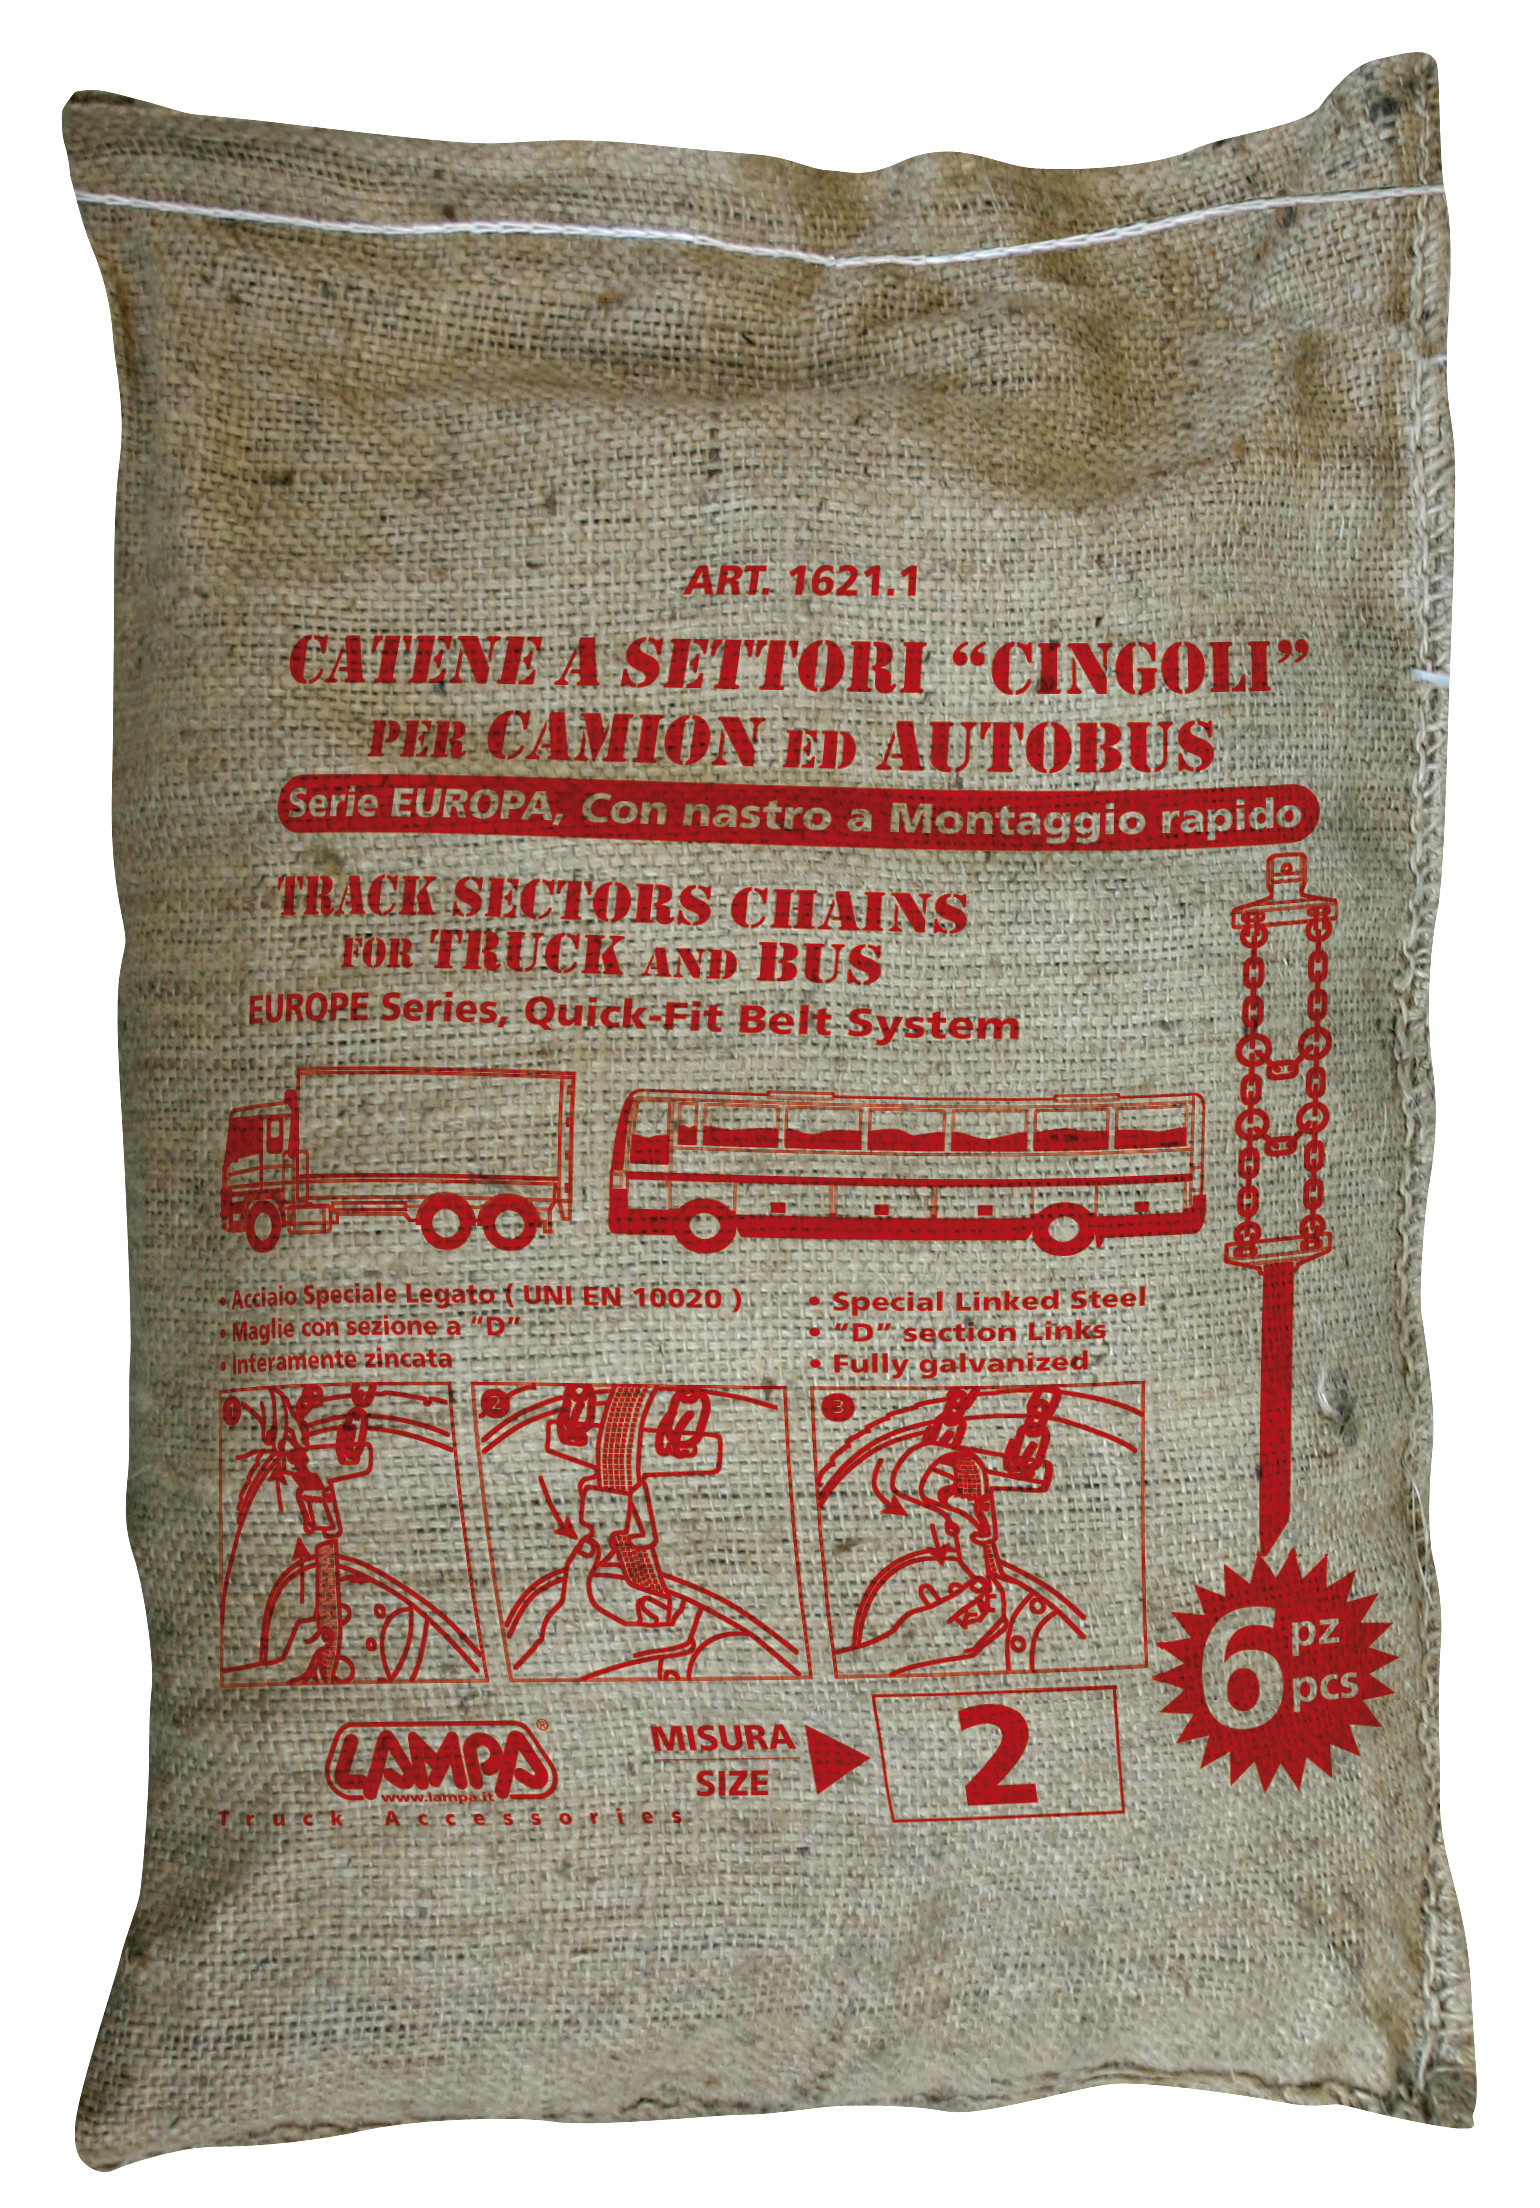 ART. 1621.1
CATENE A SETTORI “CINGOLI”
PER CAMION ED AUTOBUS
Serie EUROPA, Con nastro a Montaggio rapido
TRACK SECTORS CHAINS
FOR TRUCK AND BUS
EUROPE Series, Quick-Fit Belt System
• Acciaio Speciale Legato ( UNI EN 10020 )
• Maglie con sezione a “D”
• Interamente zincata
• Special Linked Steel
• “D” section Links
• Fully galvanized
1
2
3
6 pz
pcs
LAMPA®
www.lampa.it
Truck Accessories
MISURA
SIZE
2